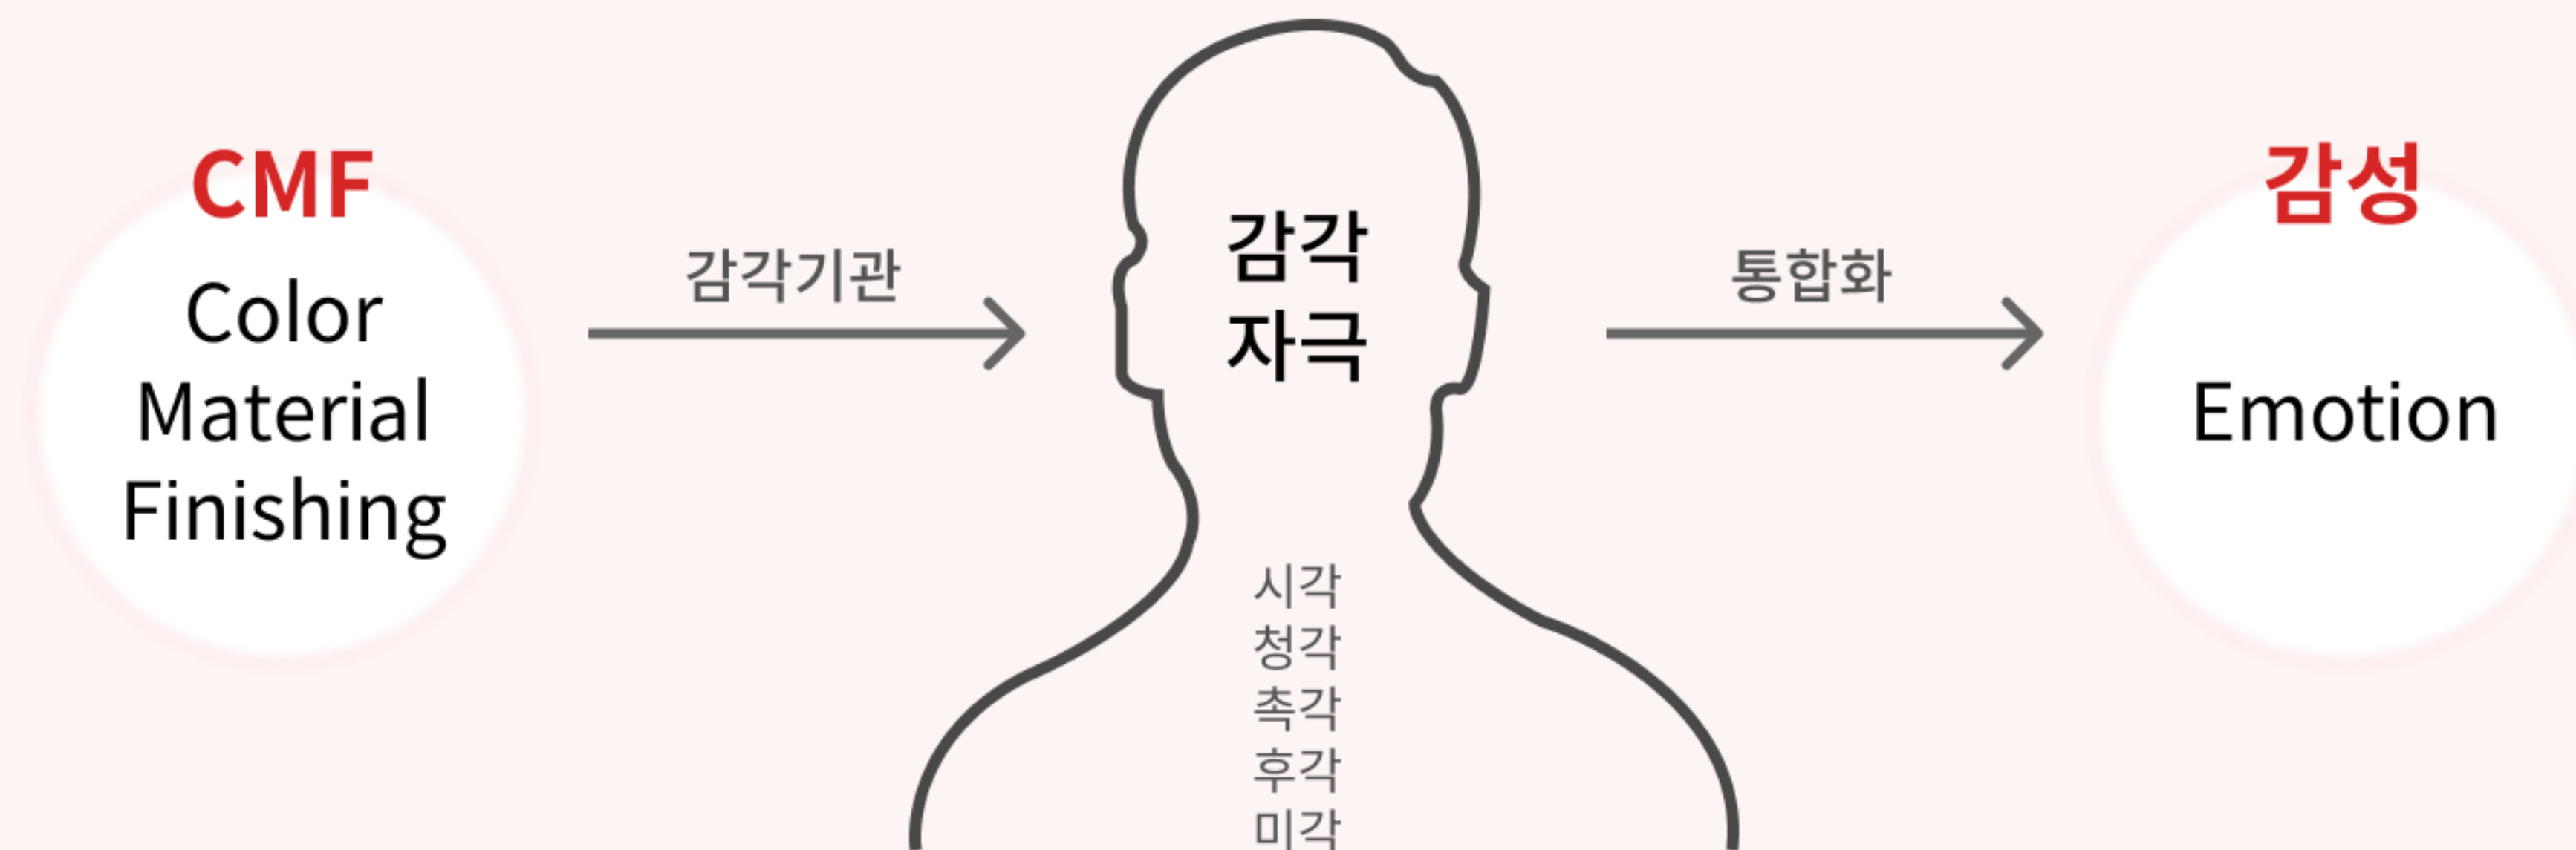 CMF
Color
Material
Finishing
감각기관
감각
자극
시각
청각
촉각
후각
미각
통합화
감성
Emotion